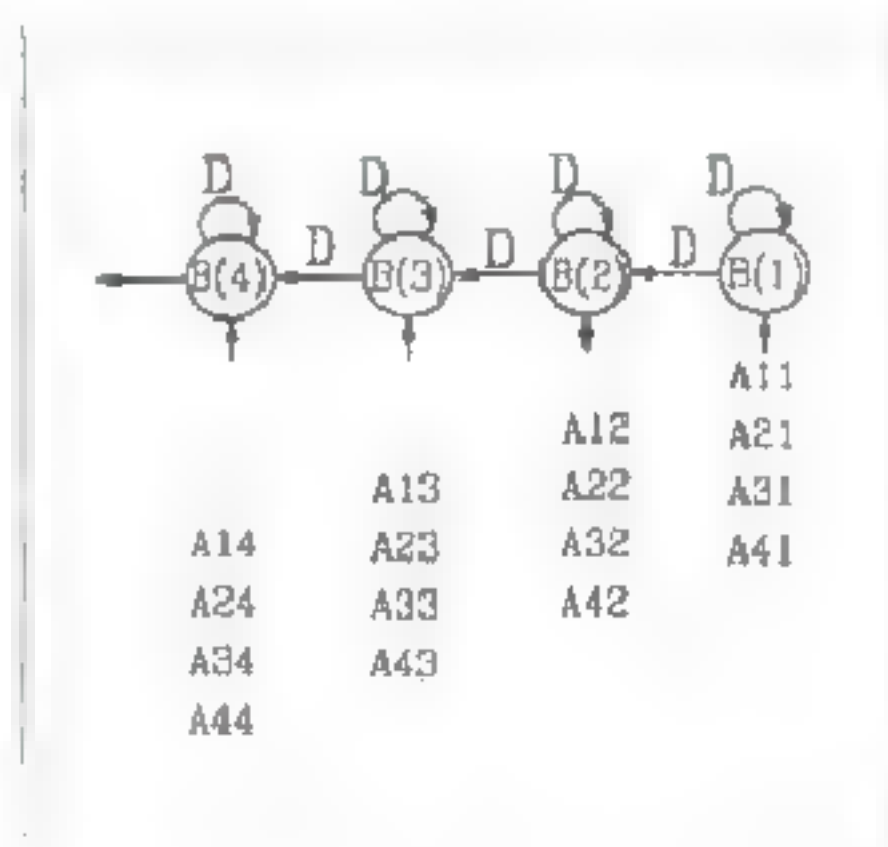 D D D D
D D D
B(4) B(3) B(2) B(1)
A11
A12 A21
A13 A22 A31
A14 A23 A32 A41
A24 A33 A42
A34 A43
A44